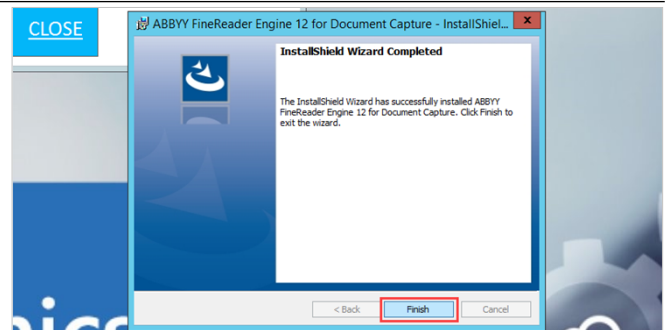 CLOSE
ABBYY FineReader Engine 12 for Document Capture - InstallShiel...
InstallShield Wizard Completed
The InstallShield Wizard has successfully installed ABBYY
FineReader Engine 12 for Document Capture. Click Finish to
exit the wizard.
< Back
Finish
Cancel